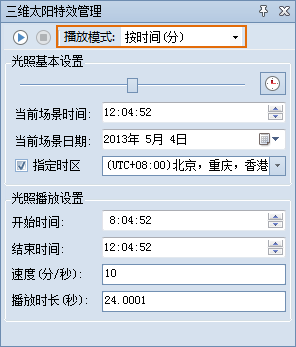 三维太阳特效管理
播放模式: 按时间(分)
光照基本设置
当前场景时间: 12:04:52
当前场景日期: 2013年 5月 4日
指定时区 (UTC+08:00)北京，重庆，香港
光照播放设置
开始时间: 8:04:52
结束时间: 12:04:52
速度(分/秒): 10
播放时长(秒): 24.0001